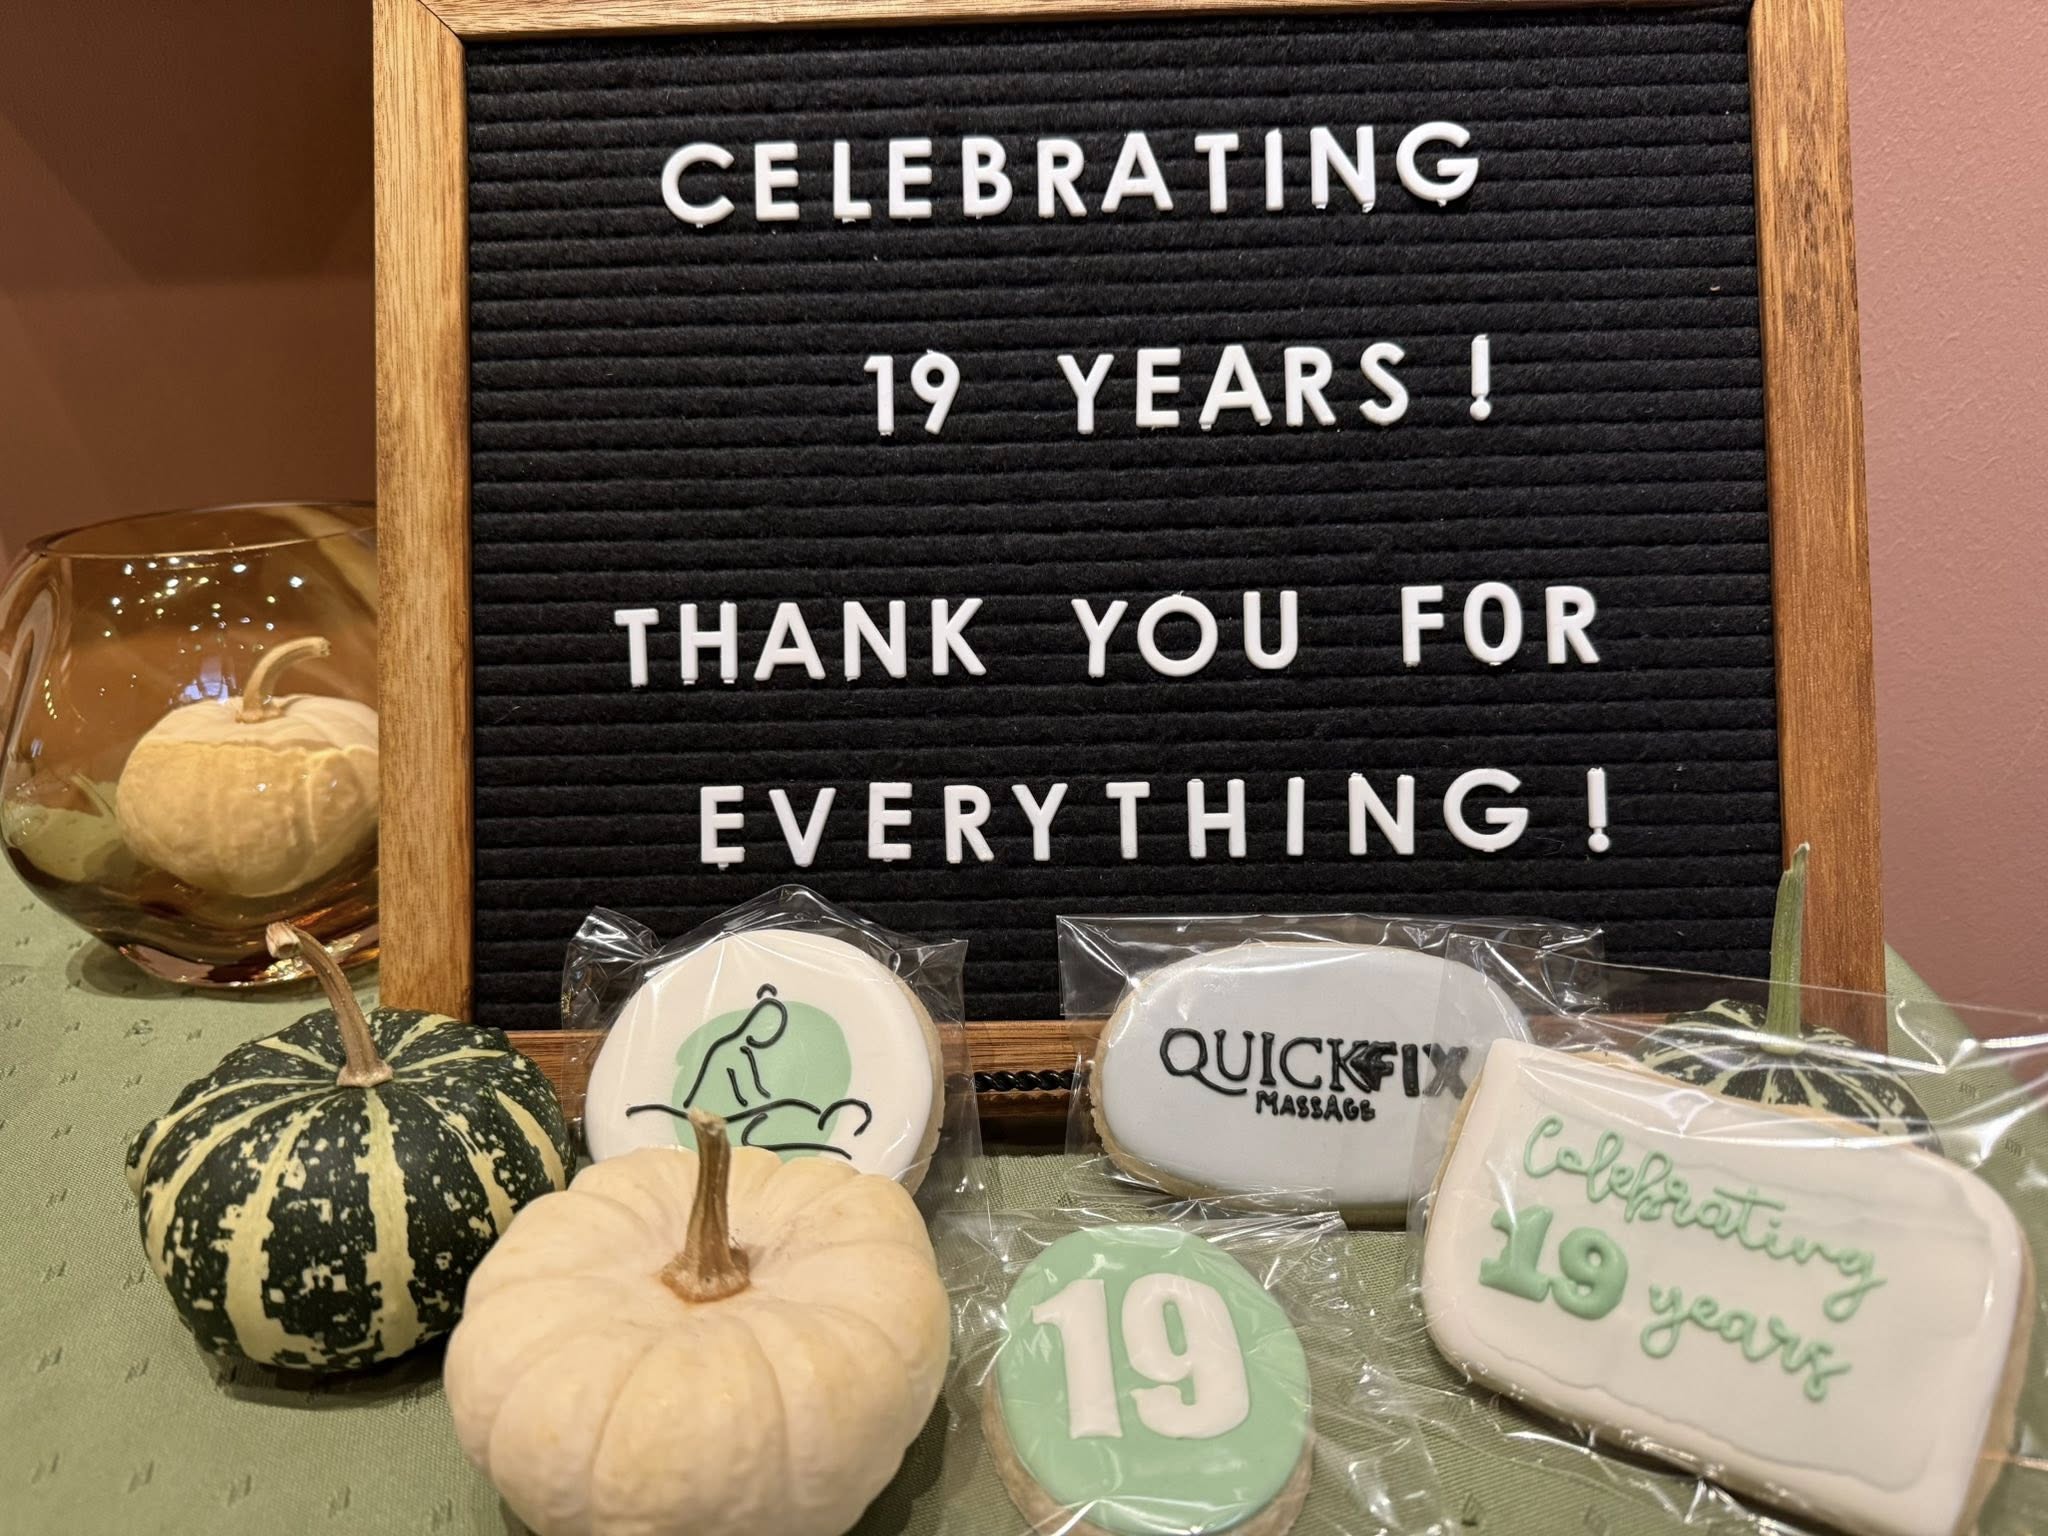 CELEBRATING
19 YEARS!
THANK YOU FOR
EVERYTHING!
QUICKFIX
MASSAGE
Celebrating
19 years
19